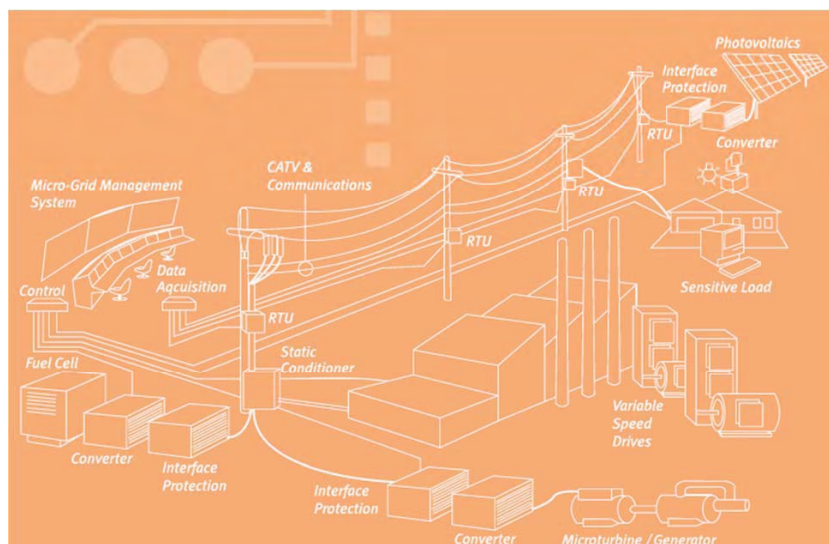 Photovoltaics
Interface
Protection
RTU
Converter
CATV &
Communications
Micro-Grid Management
System
RTU
RTU
Sensitive Load
Control
Data
Aqcuisition
RTU
Static
Conditioner
Fuel Cell
Variable
Speed
Drives
Converter
Interface
Protection
Interface
Protection
Converter
Microturbine / Generator